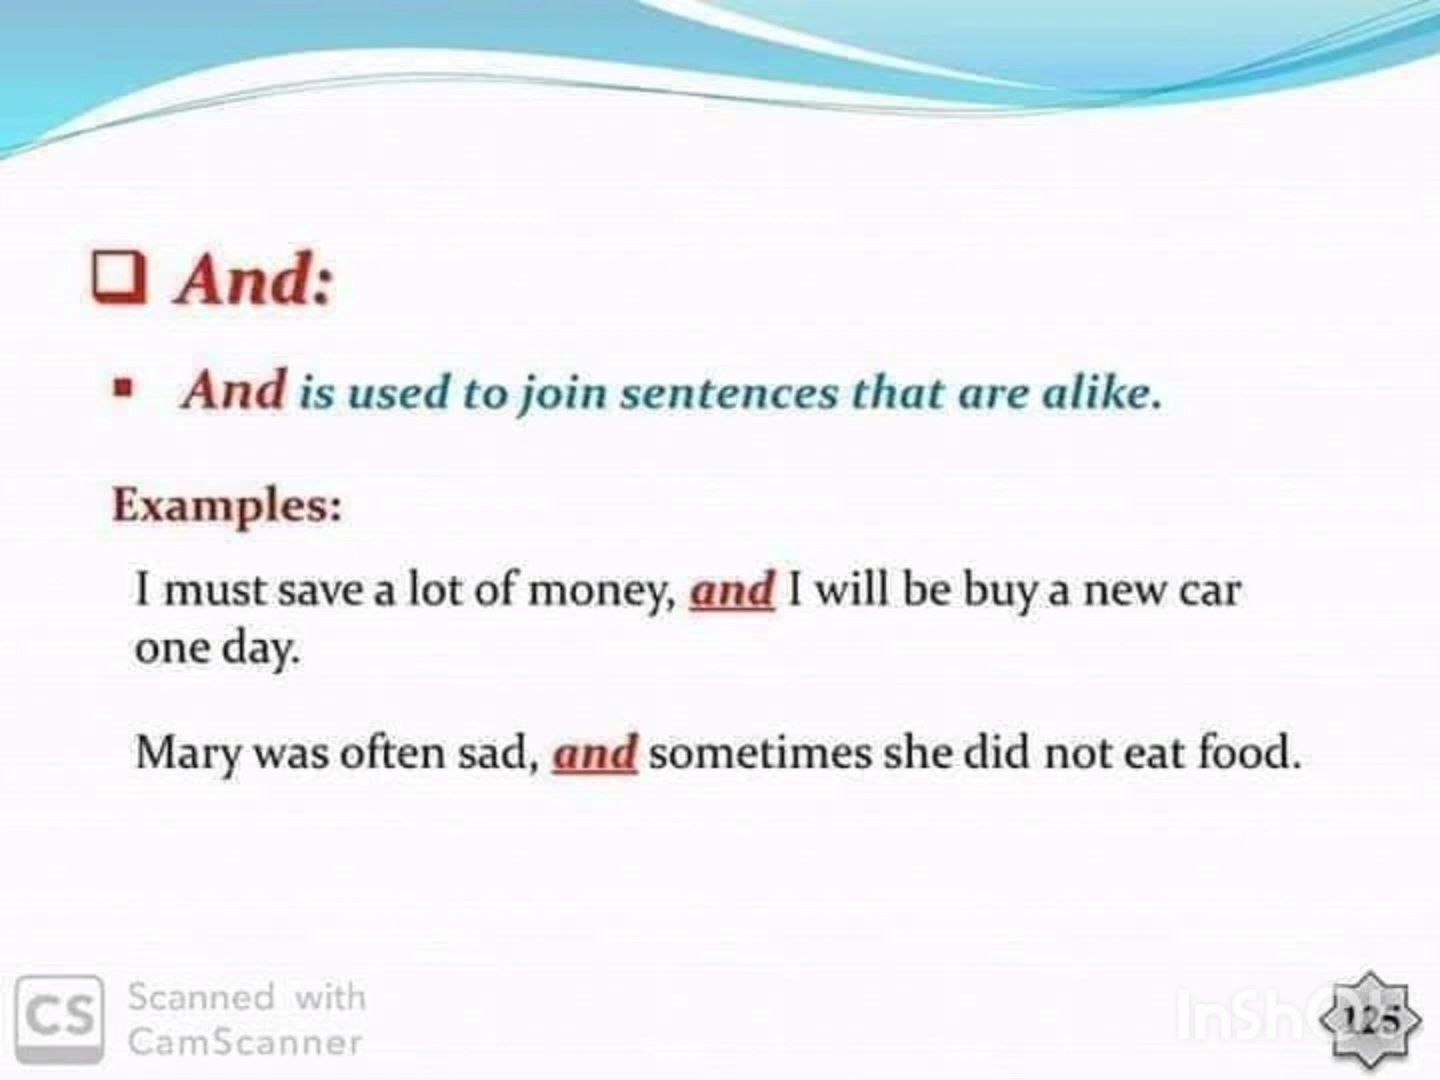 And:
And is used to join sentences that are alike.
Examples:
I must save a lot of money, and I will be buy a new car
one day.
Mary was often sad, and sometimes she did not eat food.
CS
Scanned with
CamScanner
InShOt
125